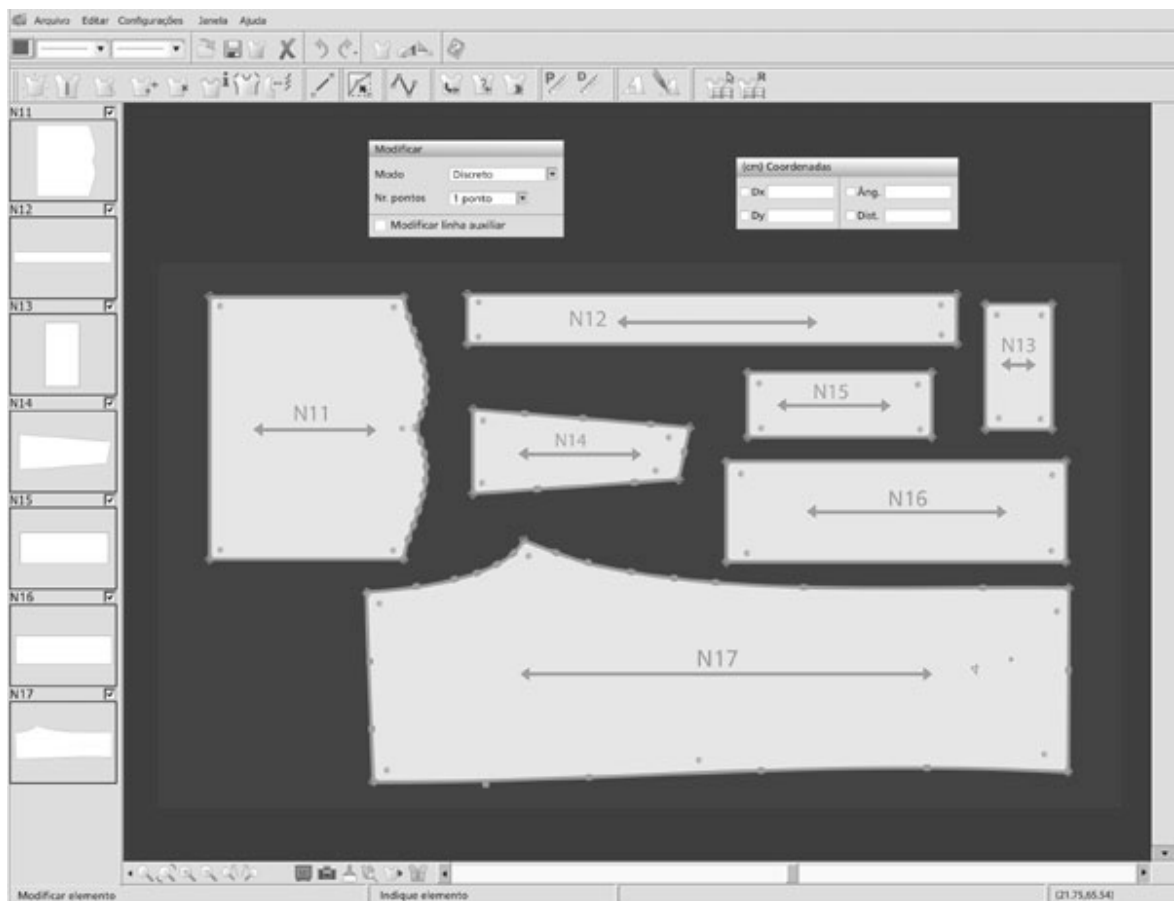 Arquivo Editar Configurações Janela Ajuda
i
P D
R
N11
N12
N13
N14
N15
N16
N17
Modificar
Modo Discreto
Nr. pontos 1 ponto
Modificar linha auxiliar
(cm) Coordenadas
Dx Âng.
Dy Dist.
N12
N13
N11
N15
N14
N16
N17
Modificar elemento Indique elemento (21.75,65.54)